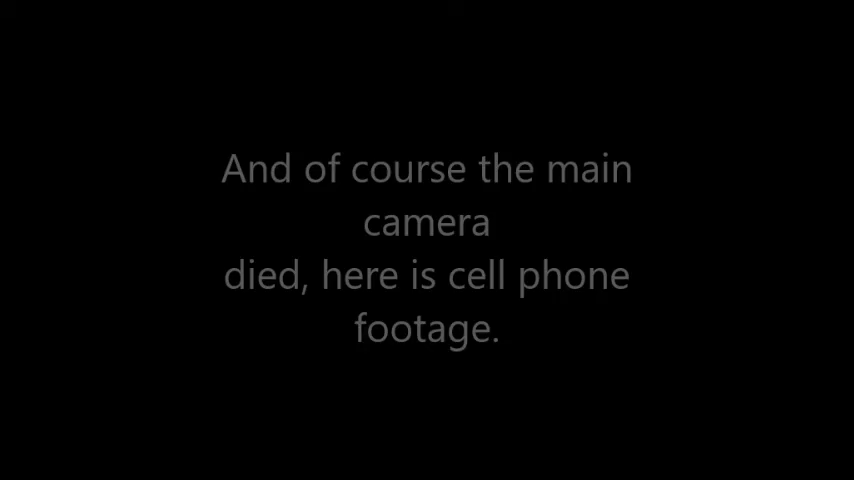 And of course the main
camera
died, here is cell phone
footage.